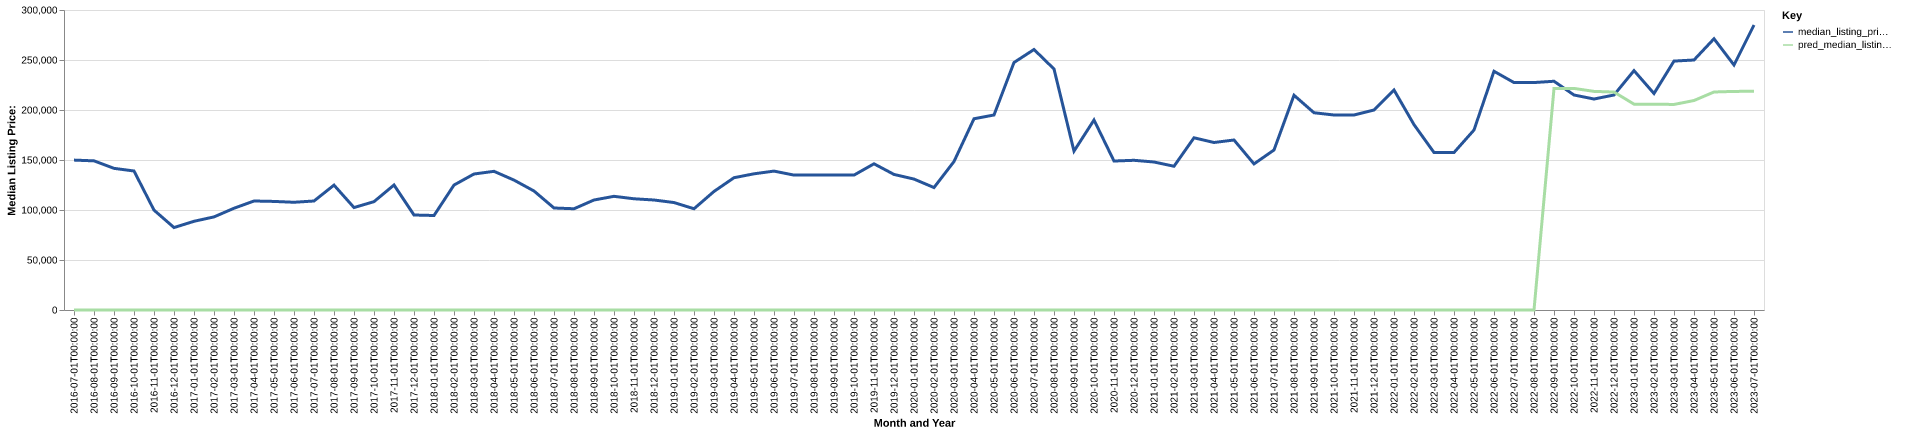 300,000
250,000
200,000
150,000
100,000
50,000
0
Median Listing Price:
2016-07-01T00:00:00
2016-08-01T00:00:00
2016-09-01T00:00:00
2016-10-01T00:00:00
2016-11-01T00:00:00
2016-12-01T00:00:00
2017-01-01T00:00:00
2017-02-01T00:00:00
2017-03-01T00:00:00
2017-04-01T00:00:00
2017-05-01T00:00:00
2017-06-01T00:00:00
2017-07-01T00:00:00
2017-08-01T00:00:00
2017-09-01T00:00:00
2017-10-01T00:00:00
2017-11-01T00:00:00
2017-12-01T00:00:00
2018-01-01T00:00:00
2018-02-01T00:00:00
2018-03-01T00:00:00
2018-04-01T00:00:00
2018-05-01T00:00:00
2018-06-01T00:00:00
2018-07-01T00:00:00
2018-08-01T00:00:00
2018-09-01T00:00:00
2018-10-01T00:00:00
2018-11-01T00:00:00
2018-12-01T00:00:00
2019-01-01T00:00:00
2019-02-01T00:00:00
2019-03-01T00:00:00
2019-04-01T00:00:00
2019-05-01T00:00:00
2019-06-01T00:00:00
2019-07-01T00:00:00
2019-08-01T00:00:00
2019-09-01T00:00:00
2019-10-01T00:00:00
2019-11-01T00:00:00
2019-12-01T00:00:00
2020-01-01T00:00:00
2020-02-01T00:00:00
2020-03-01T00:00:00
2020-04-01T00:00:00
2020-05-01T00:00:00
2020-06-01T00:00:00
2020-07-01T00:00:00
2020-08-01T00:00:00
2020-09-01T00:00:00
2020-10-01T00:00:00
2020-11-01T00:00:00
2020-12-01T00:00:00
2021-01-01T00:00:00
2021-02-01T00:00:00
2021-03-01T00:00:00
2021-04-01T00:00:00
2021-05-01T00:00:00
2021-06-01T00:00:00
2021-07-01T00:00:00
2021-08-01T00:00:00
2021-09-01T00:00:00
2021-10-01T00:00:00
2021-11-01T00:00:00
2021-12-01T00:00:00
2022-01-01T00:00:00
2022-02-01T00:00:00
2022-03-01T00:00:00
2022-04-01T00:00:00
2022-05-01T00:00:00
2022-06-01T00:00:00
2022-07-01T00:00:00
2022-08-01T00:00:00
2022-09-01T00:00:00
2022-10-01T00:00:00
2022-11-01T00:00:00
2022-12-01T00:00:00
2023-01-01T00:00:00
2023-02-01T00:00:00
2023-03-01T00:00:00
2023-04-01T00:00:00
2023-05-01T00:00:00
2023-06-01T00:00:00
2023-07-01T00:00:00
Month and Year
Key
median_listing_pri…
pred_median_listin…